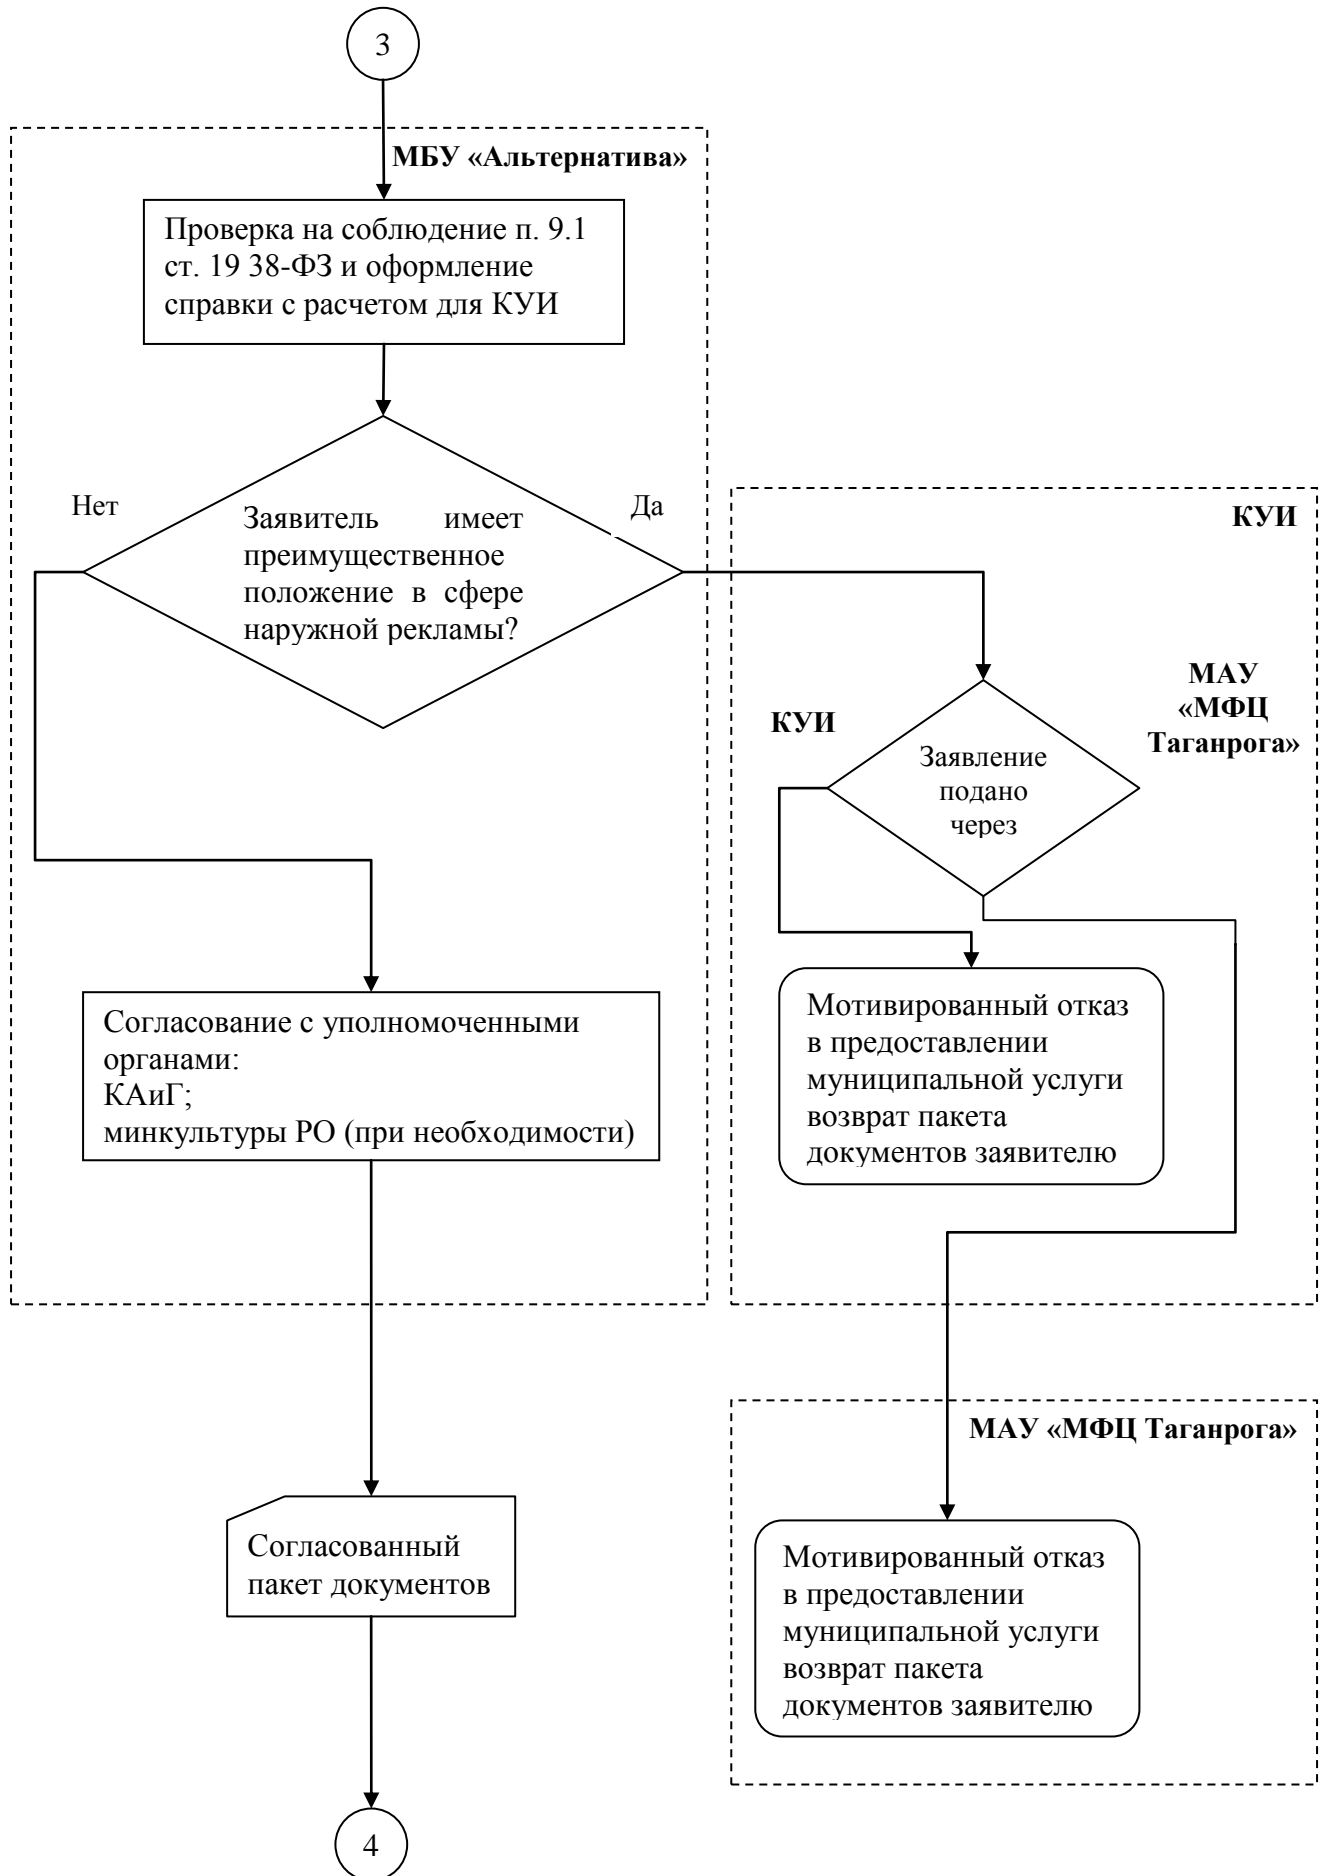 3
МБУ «Альтернатива»
Проверка на соблюдение п. 9.1
ст. 19 38-ФЗ и оформление
справки с расчетом для КУИ
Нет
Да
Заявитель имеет
преимущественное
положение в сфере
наружной рекламы?
КУИ
МАУ
«МФЦ
Таганрога»
КУИ
Заявление
подано
через
Согласование с уполномоченными
органами:
КАиГ;
минкультуры РО (при необходимости)
Мотивированный отказ
в предоставлении
муниципальной услуги
возврат пакета
документов заявителю
МАУ «МФЦ Таганрога»
Согласованный
пакет документов
Мотивированный отказ
в предоставлении
муниципальной услуги
возврат пакета
документов заявителю
4